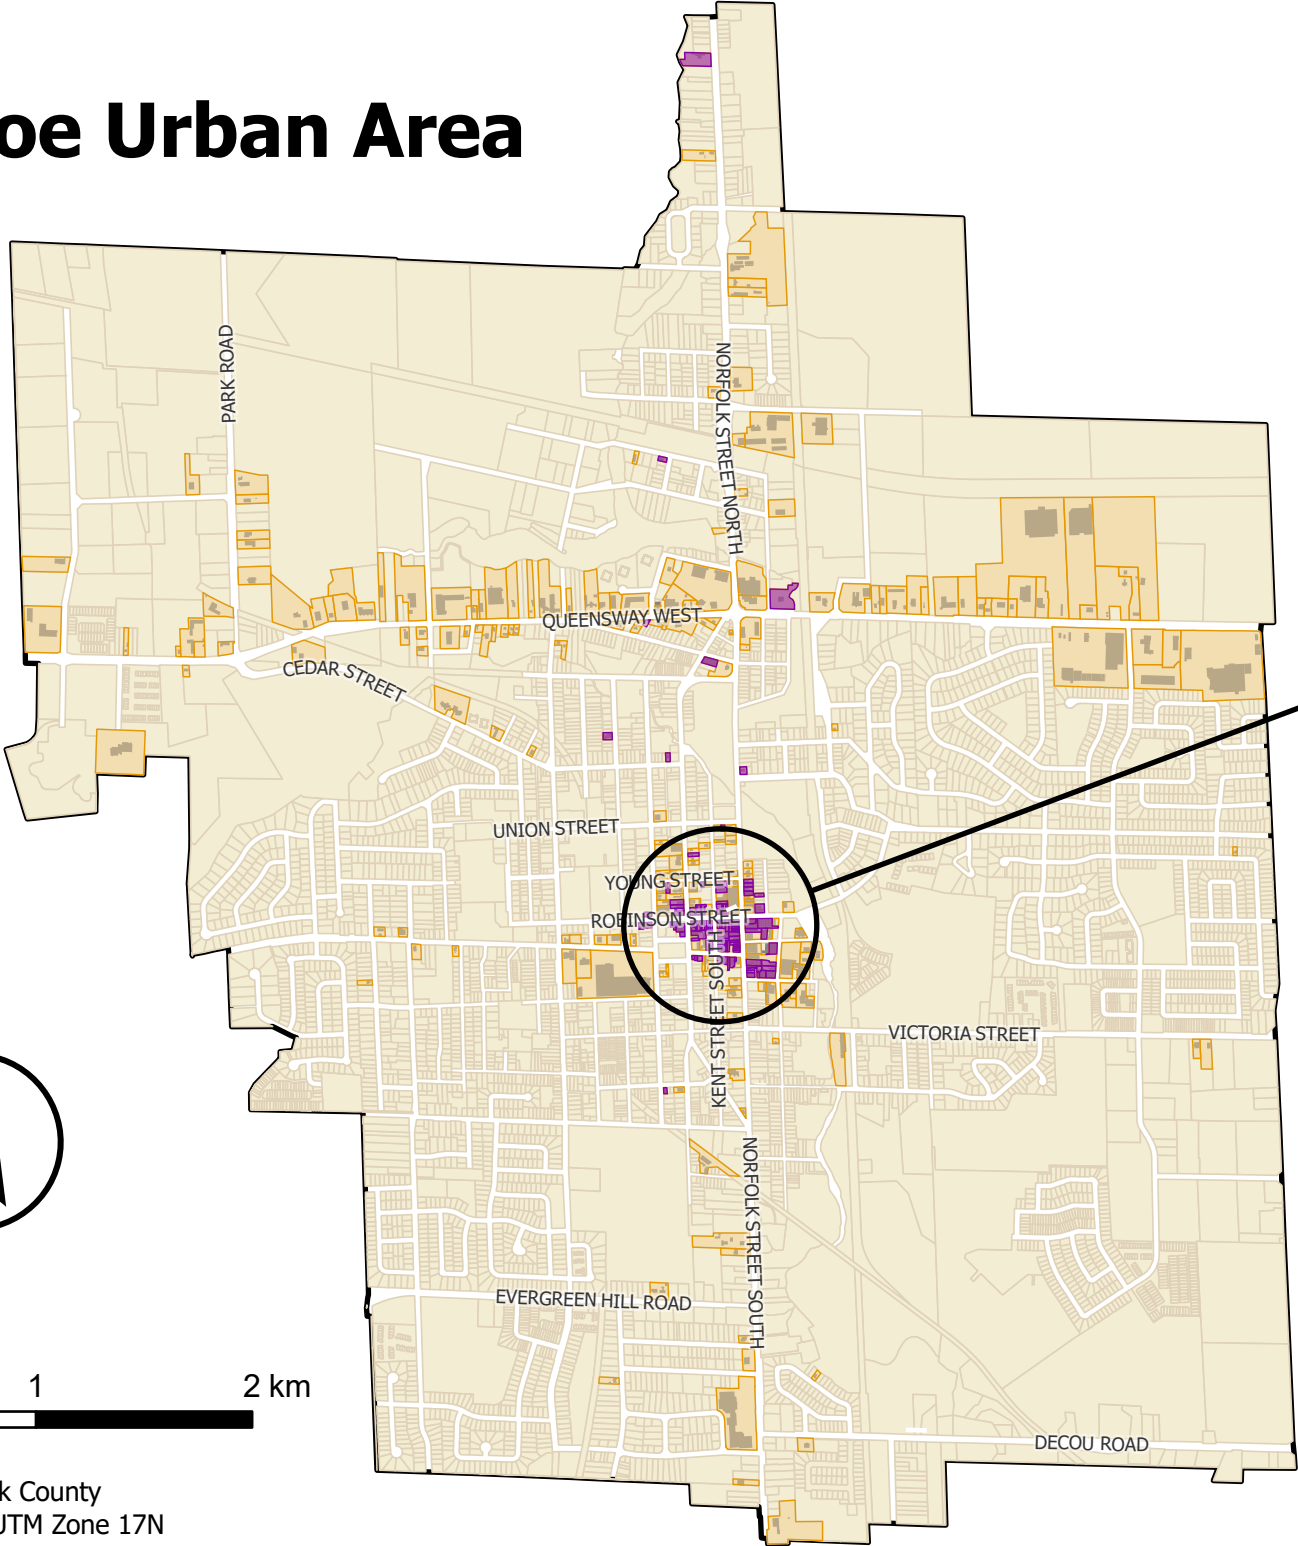 oe Urban Area
PARK ROAD
NORFOLK STREET NORTH
QUEENSWAY WEST
CEDAR STREET
UNION STREET
YOUNG STREET
ROBINSON STREET
KENT STREET SOUTH
VICTORIA STREET
NORFOLK STREET SOUTH
EVERGREEN HILL ROAD
1 2 km
DECOU ROAD
k County
UTM Zone 17N